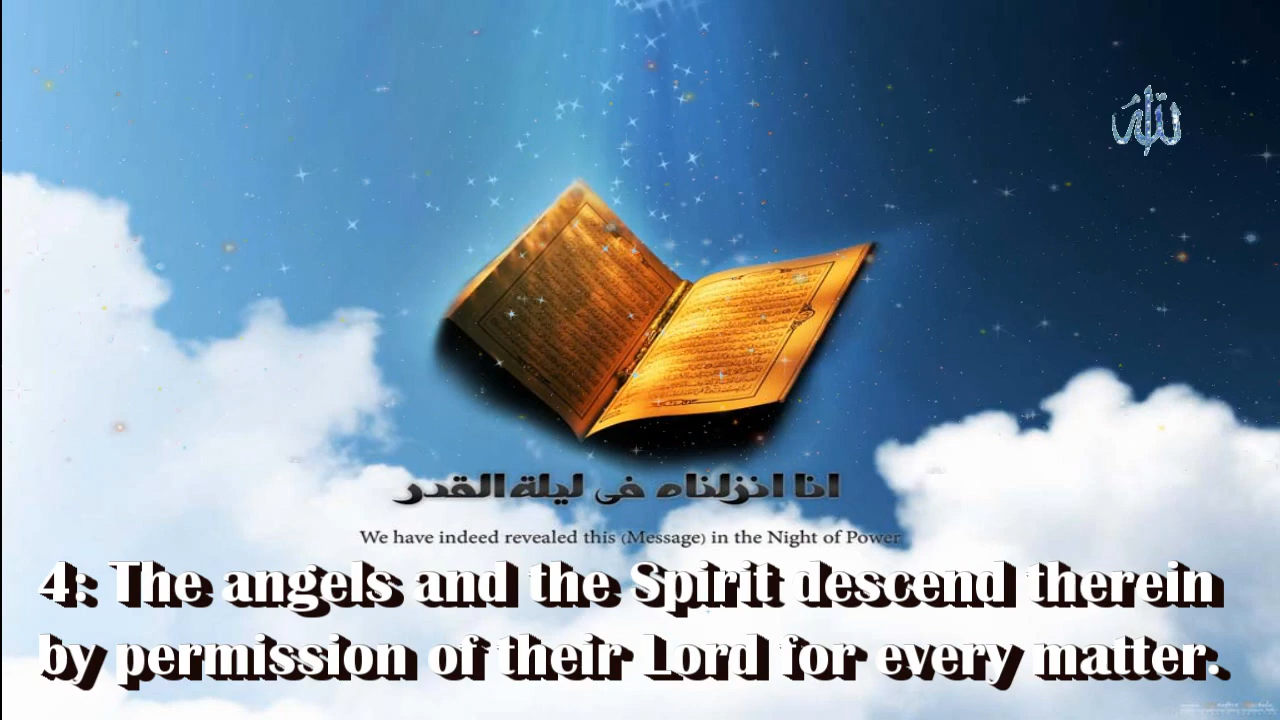 الله
انا انزلناه فى ليلة القدر
We have indeed revealed this (Message) in the Night of Power
4: The angels and the Spirit descend therein
by permission of their Lord for every matter.